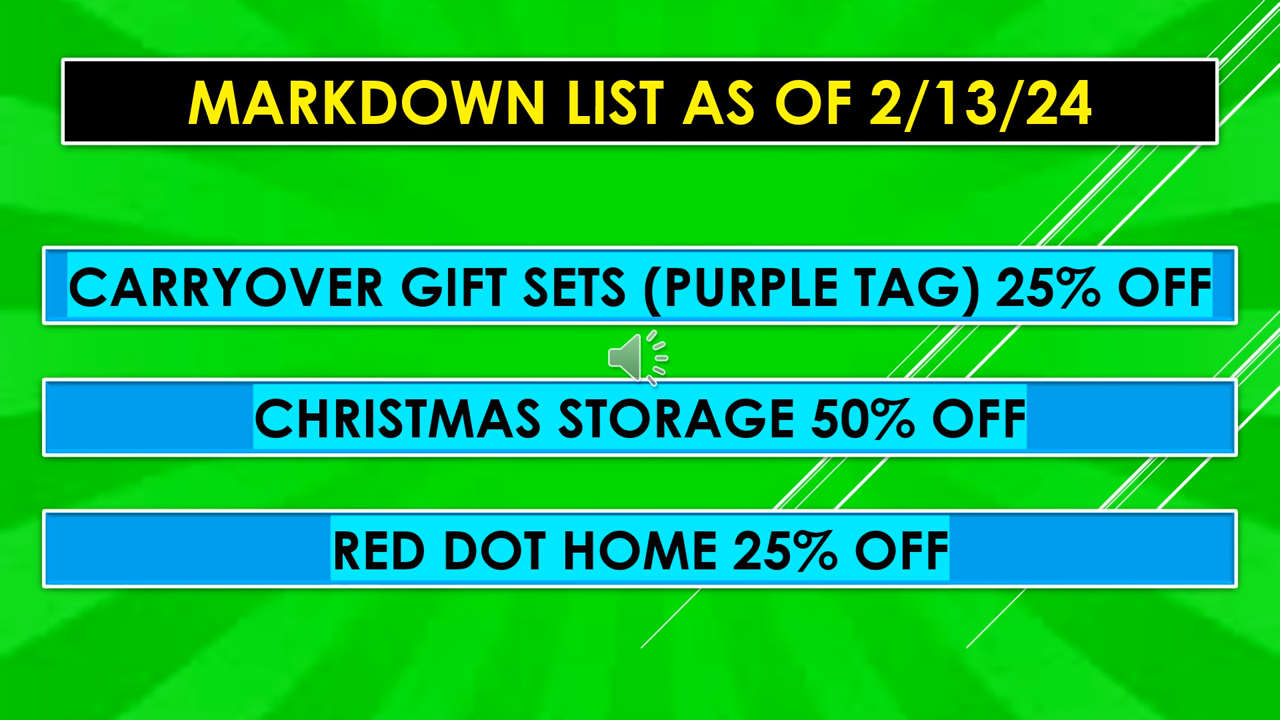 MARKDOWN LIST AS OF 2/13/24
CARRYOVER GIFT SETS (PURPLE TAG) 25% OFF
CHRISTMAS STORAGE 50% OFF
RED DOT HOME 25% OFF